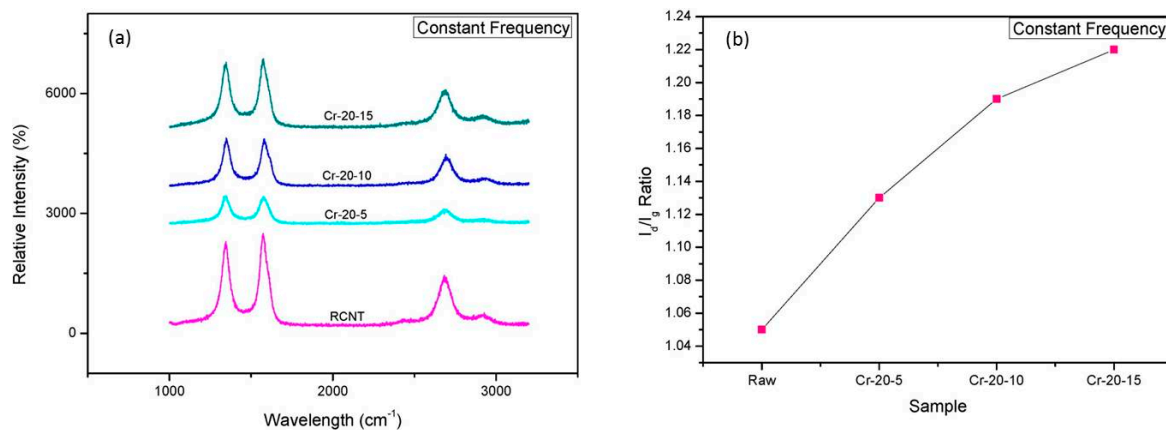 (a)
Constant Frequency
Relative Intensity (%)
6000
3000
0
Cr-20-15
Cr-20-10
Cr-20-5
RCNT
1000 2000 3000
Wavelength (cm⁻¹)
(b)
Constant Frequency
I_d/I_g Ratio
1.24
1.22
1.20
1.18
1.16
1.14
1.12
1.10
1.08
1.06
1.04
Raw Cr-20-5 Cr-20-10 Cr-20-15
Sample